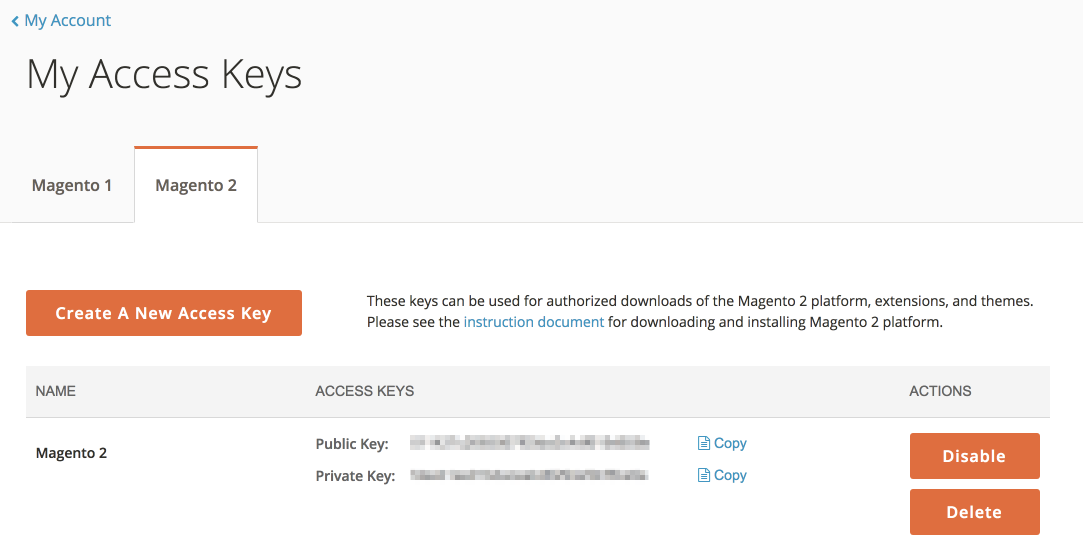 My Account
My Access Keys
Magento 1
Magento 2
Create A New Access Key
These keys can be used for authorized downloads of the Magento 2 platform, extensions, and themes.
Please see the instruction document for downloading and installing Magento 2 platform.
NAME ACCESS KEYS ACTIONS
Magento 2
Public Key: Copy
Private Key: Copy
Disable
Delete